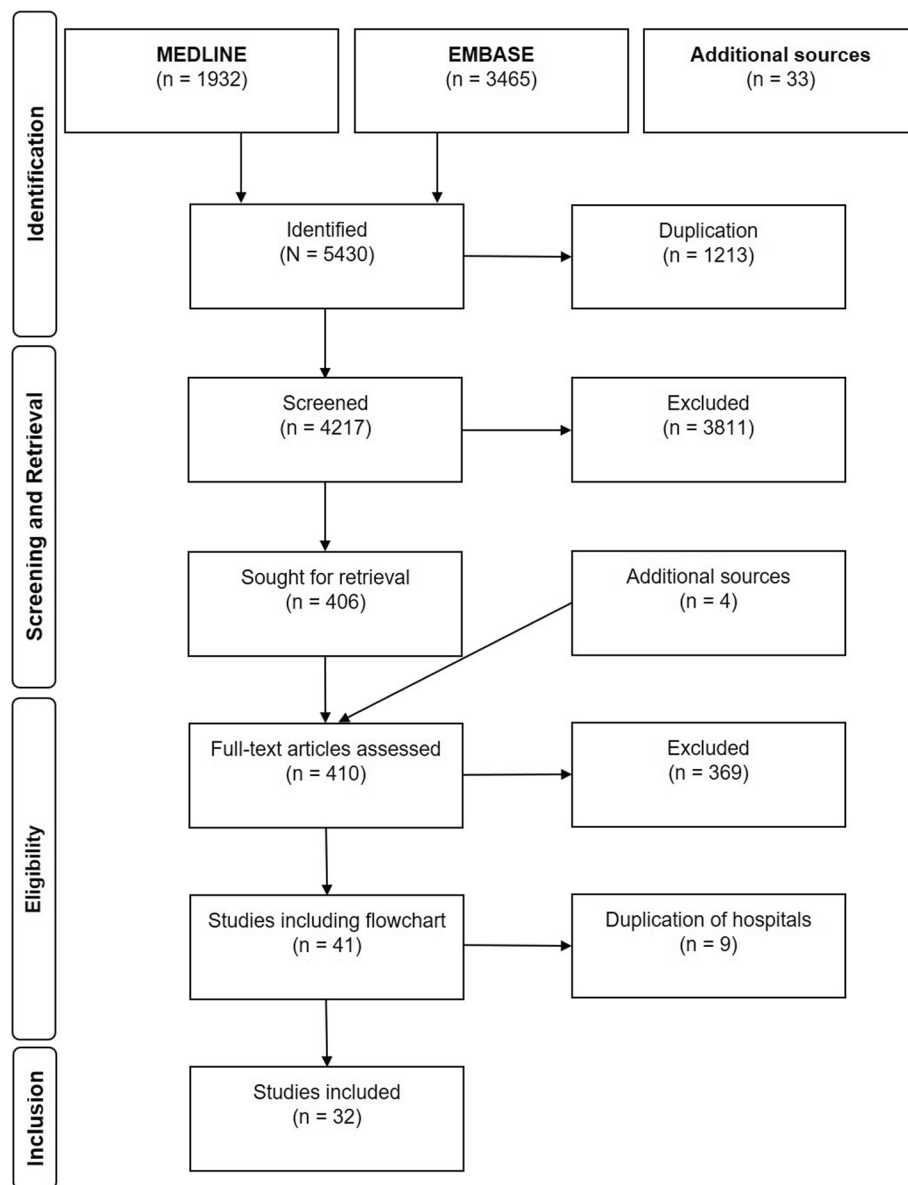 Identification
MEDLINE
(n = 1932)
EMBASE
(n = 3465)
Additional sources
(n = 33)
Identified
(N = 5430)
Duplication
(n = 1213)
Screening and Retrieval
Screened
(n = 4217)
Excluded
(n = 3811)
Sought for retrieval
(n = 406)
Additional sources
(n = 4)
Eligibility
Full-text articles assessed
(n = 410)
Excluded
(n = 369)
Studies including flowchart
(n = 41)
Duplication of hospitals
(n = 9)
Inclusion
Studies included
(n = 32)